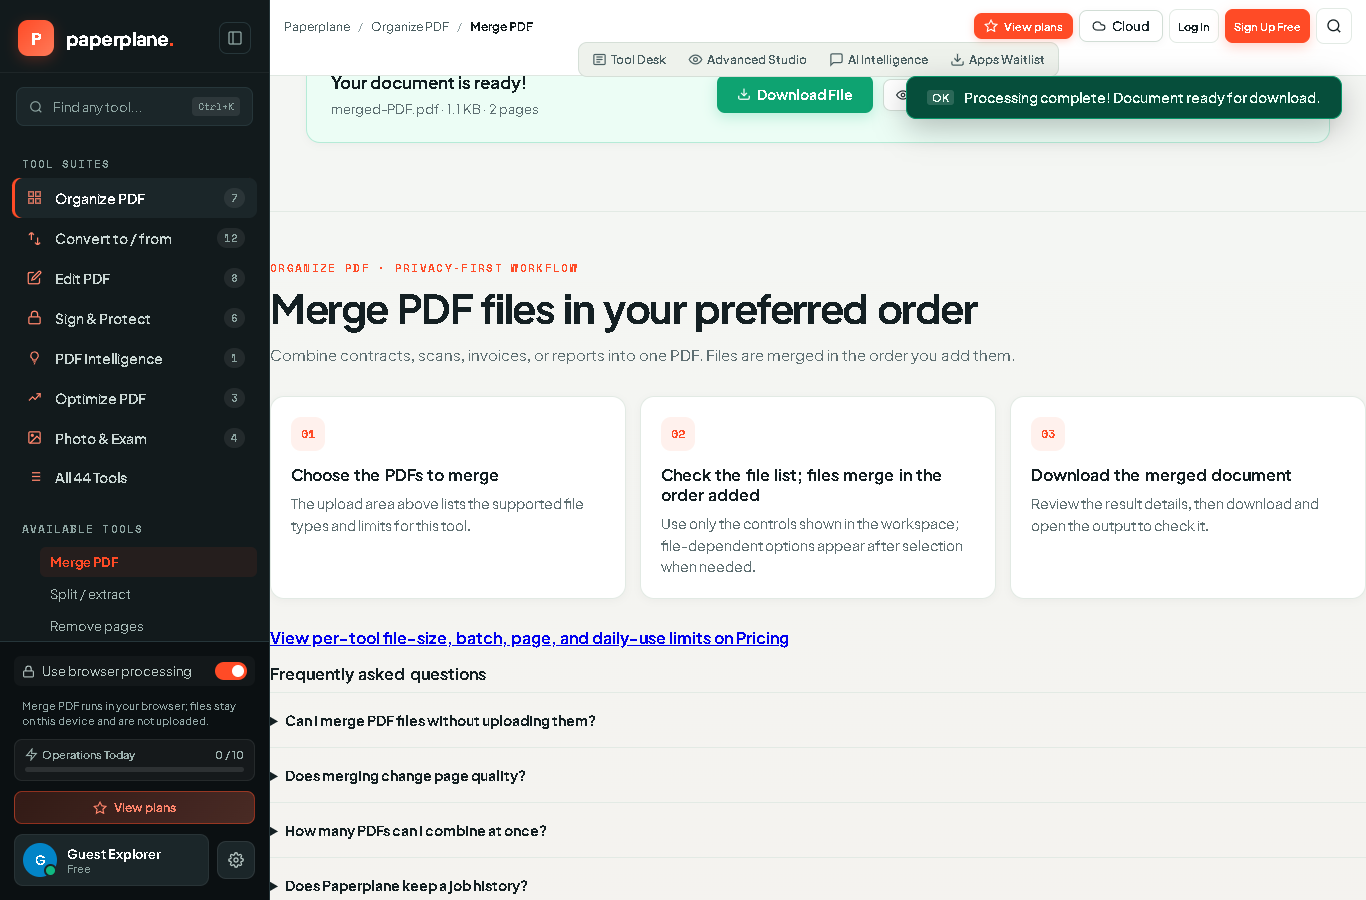 P paperplane.
Find any tool... Ctrl+K
TOOL SUITES
Organize PDF 7
Convert to / from 12
Edit PDF 8
Sign & Protect 6
PDF Intelligence 1
Optimize PDF 3
Photo & Exam 4
All 44 Tools
AVAILABLE TOOLS
Merge PDF
Split / extract
Remove pages
Use browser processing
Merge PDF runs in your browser; files stay
on this device and are not uploaded.
Operations Today 0 / 10
View plans
G Guest Explorer
Free
Paperplane / Organize PDF / Merge PDF
View plans Cloud Log In Sign Up Free
Tool Desk Advanced Studio AI Intelligence Apps Waitlist
Your document is ready!
merged-PDF.pdf · 1.1 KB · 2 pages
Download File
OK Processing complete! Document ready for download.
ORGANIZE PDF · PRIVACY-FIRST WORKFLOW
Merge PDF files in your preferred order
Combine contracts, scans, invoices, or reports into one PDF. Files are merged in the order you add them.
01
Choose the PDFs to merge
The upload area above lists the supported file
types and limits for this tool.
02
Check the file list; files merge in the
order added
Use only the controls shown in the workspace;
file-dependent options appear after selection
when needed.
03
Download the merged document
Review the result details, then download and
open the output to check it.
View per-tool file-size, batch, page, and daily-use limits on Pricing
Frequently asked questions
Can I merge PDF files without uploading them?
Does merging change page quality?
How many PDFs can I combine at once?
Does Paperplane keep a job history?